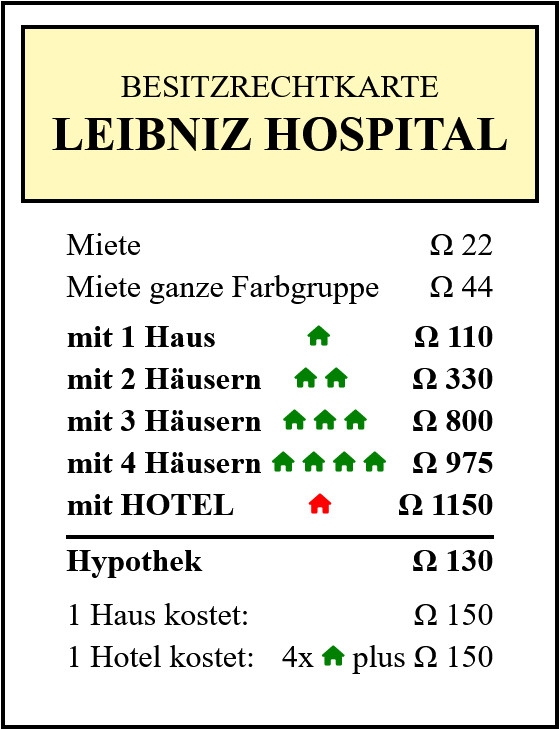 BESITZRECHTKARTE
LEIBNIZ HOSPITAL
Miete Ω 22
Miete ganze Farbgruppe Ω 44
mit 1 Haus Ω 110
mit 2 Häusern Ω 330
mit 3 Häusern Ω 800
mit 4 Häusern Ω 975
mit HOTEL Ω 1150
Hypothek Ω 130
1 Haus kostet: Ω 150
1 Hotel kostet: 4x plus Ω 150